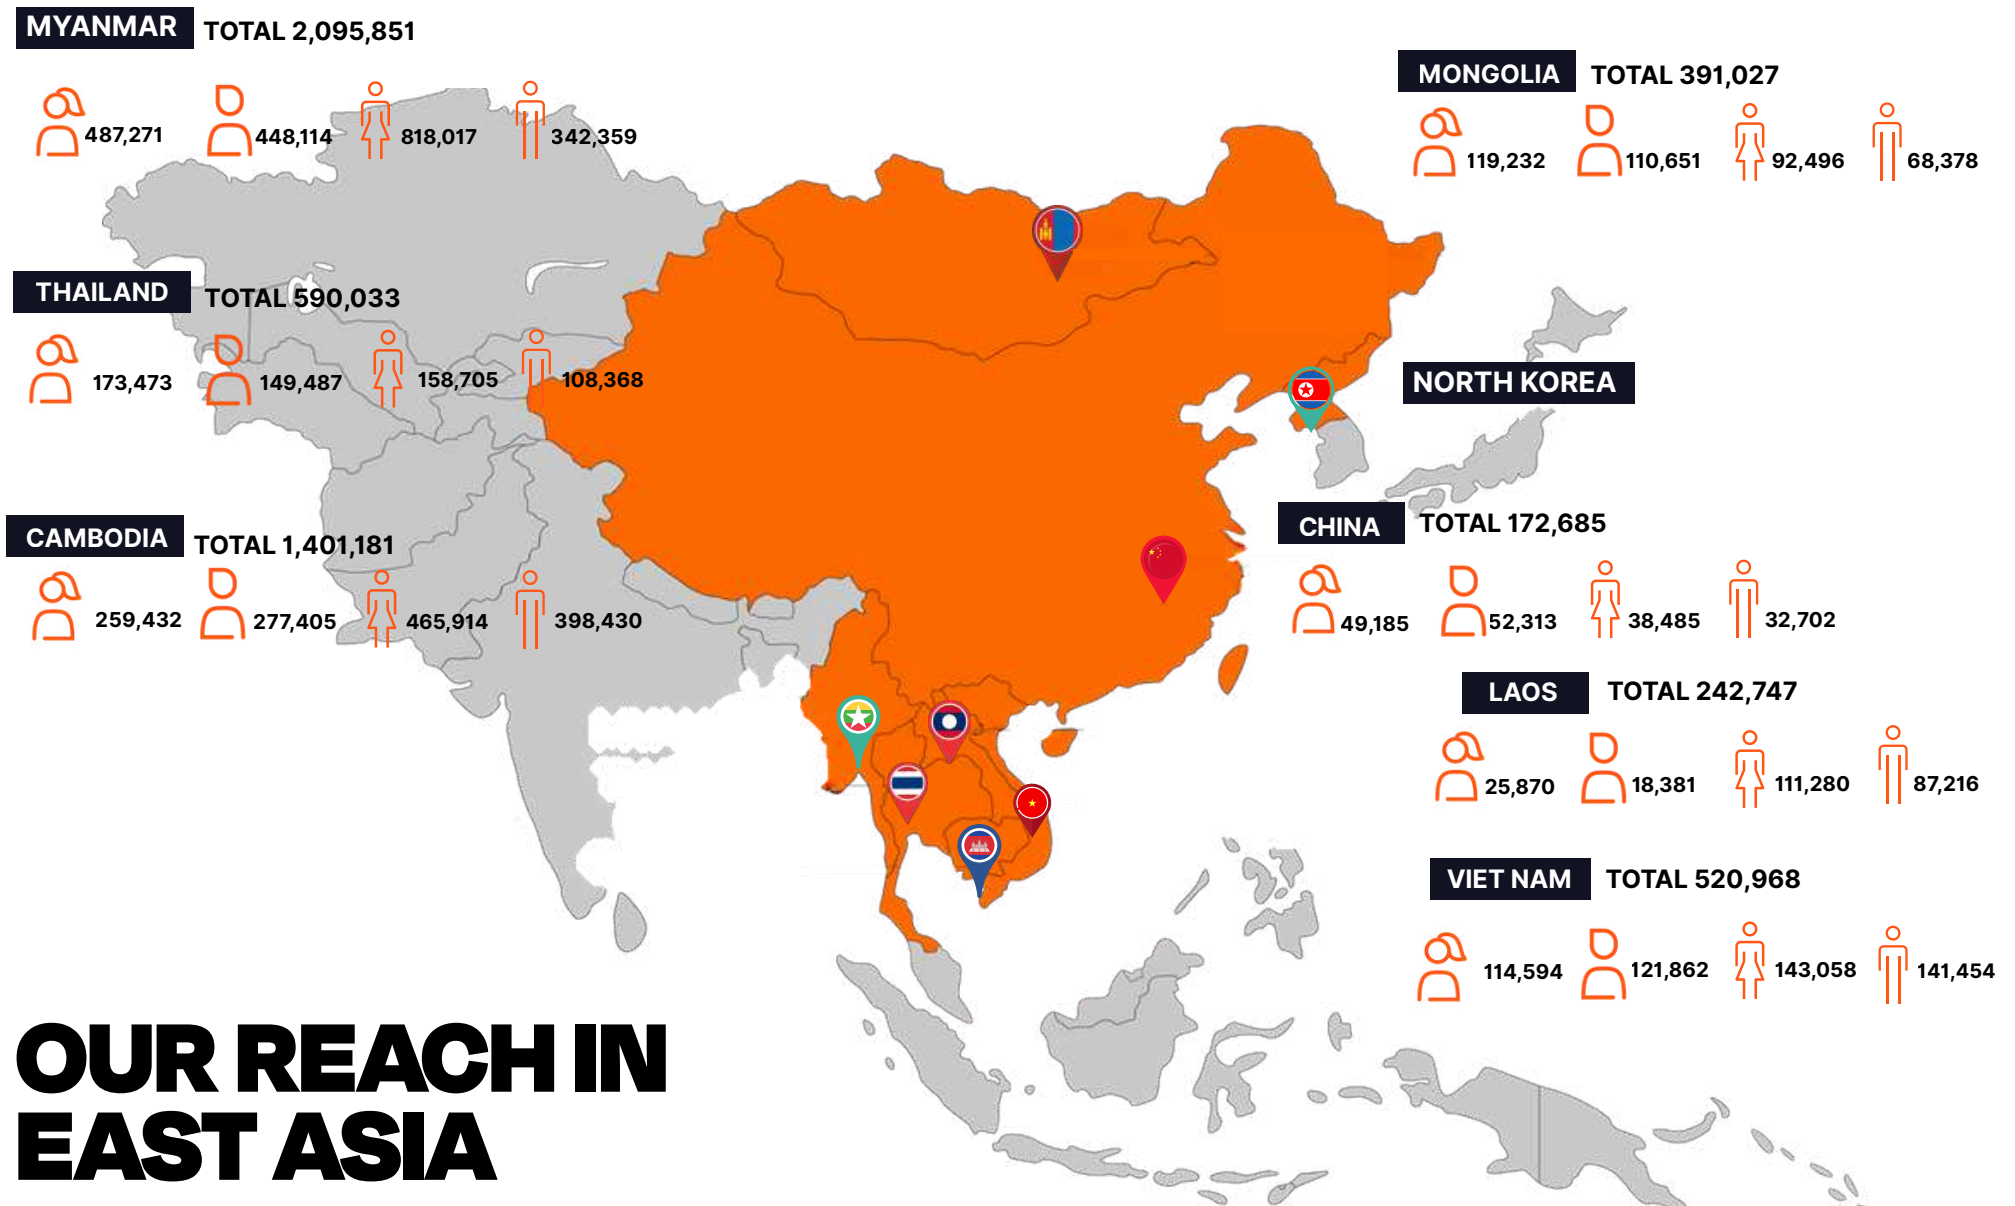 MYANMAR TOTAL 2,095,851
487,271 448,114 818,017 342,359
THAILAND TOTAL 590,033
173,473 149,487 158,705 108,368
CAMBODIA TOTAL 1,401,181
259,432 277,405 465,914 398,430
MONGOLIA TOTAL 391,027
119,232 110,651 92,496 68,378
NORTH KOREA
CHINA TOTAL 172,685
49,185 52,313 38,485 32,702
LAOS TOTAL 242,747
25,870 18,381 111,280 87,216
VIET NAM TOTAL 520,968
114,594 121,862 143,058 141,454
OUR REACH IN
EAST ASIA